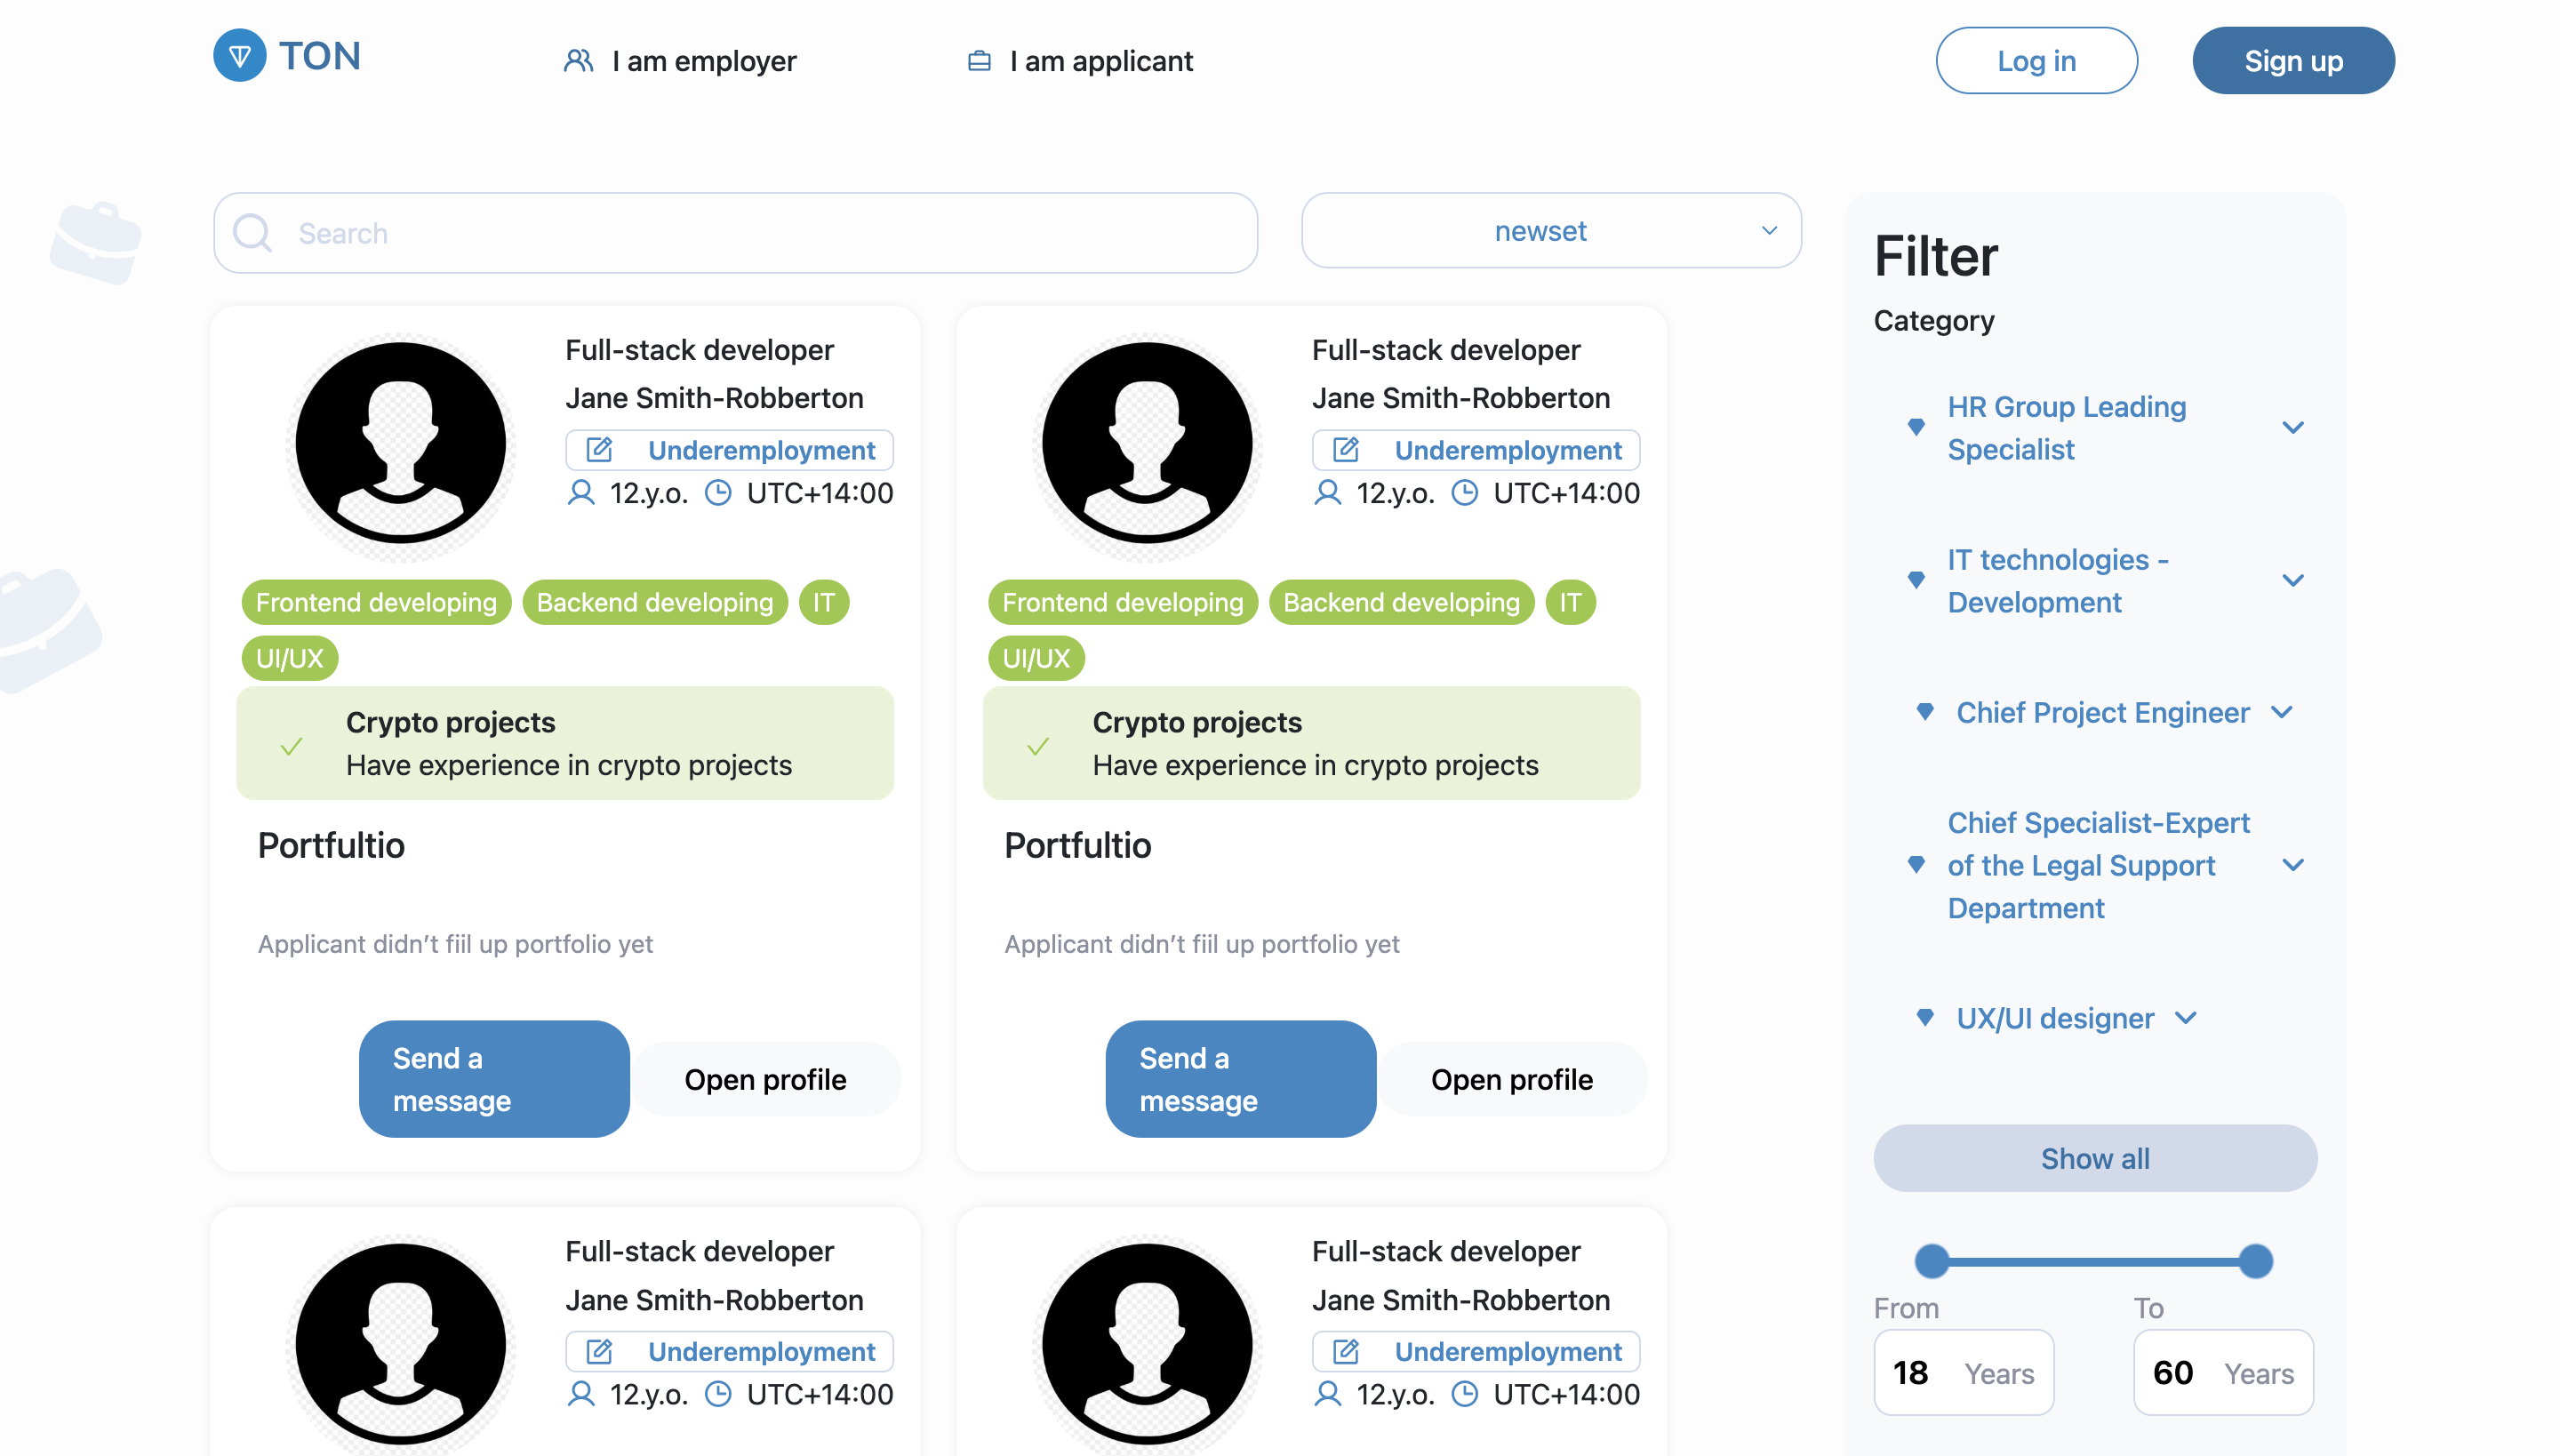 TON
I am employer
I am applicant
Log in
Sign up
Search
newset
Full-stack developer
Jane Smith-Robberton
Underemployment
12.y.o. UTC+14:00
Frontend developing Backend developing IT
UI/UX
Crypto projects
Have experience in crypto projects
Portfultio
Applicant didn’t fiil up portfolio yet
Send a
message
Open profile
Full-stack developer
Jane Smith-Robberton
Underemployment
12.y.o. UTC+14:00
Frontend developing Backend developing IT
UI/UX
Crypto projects
Have experience in crypto projects
Portfultio
Applicant didn’t fiil up portfolio yet
Send a
message
Open profile
Full-stack developer
Jane Smith-Robberton
Underemployment
12.y.o. UTC+14:00
Full-stack developer
Jane Smith-Robberton
Underemployment
12.y.o. UTC+14:00
Filter
Category
HR Group Leading
Specialist
IT technologies -
Development
Chief Project Engineer
Chief Specialist-Expert
of the Legal Support
Department
UX/UI designer
Show all
From
To
18 Years
60 Years